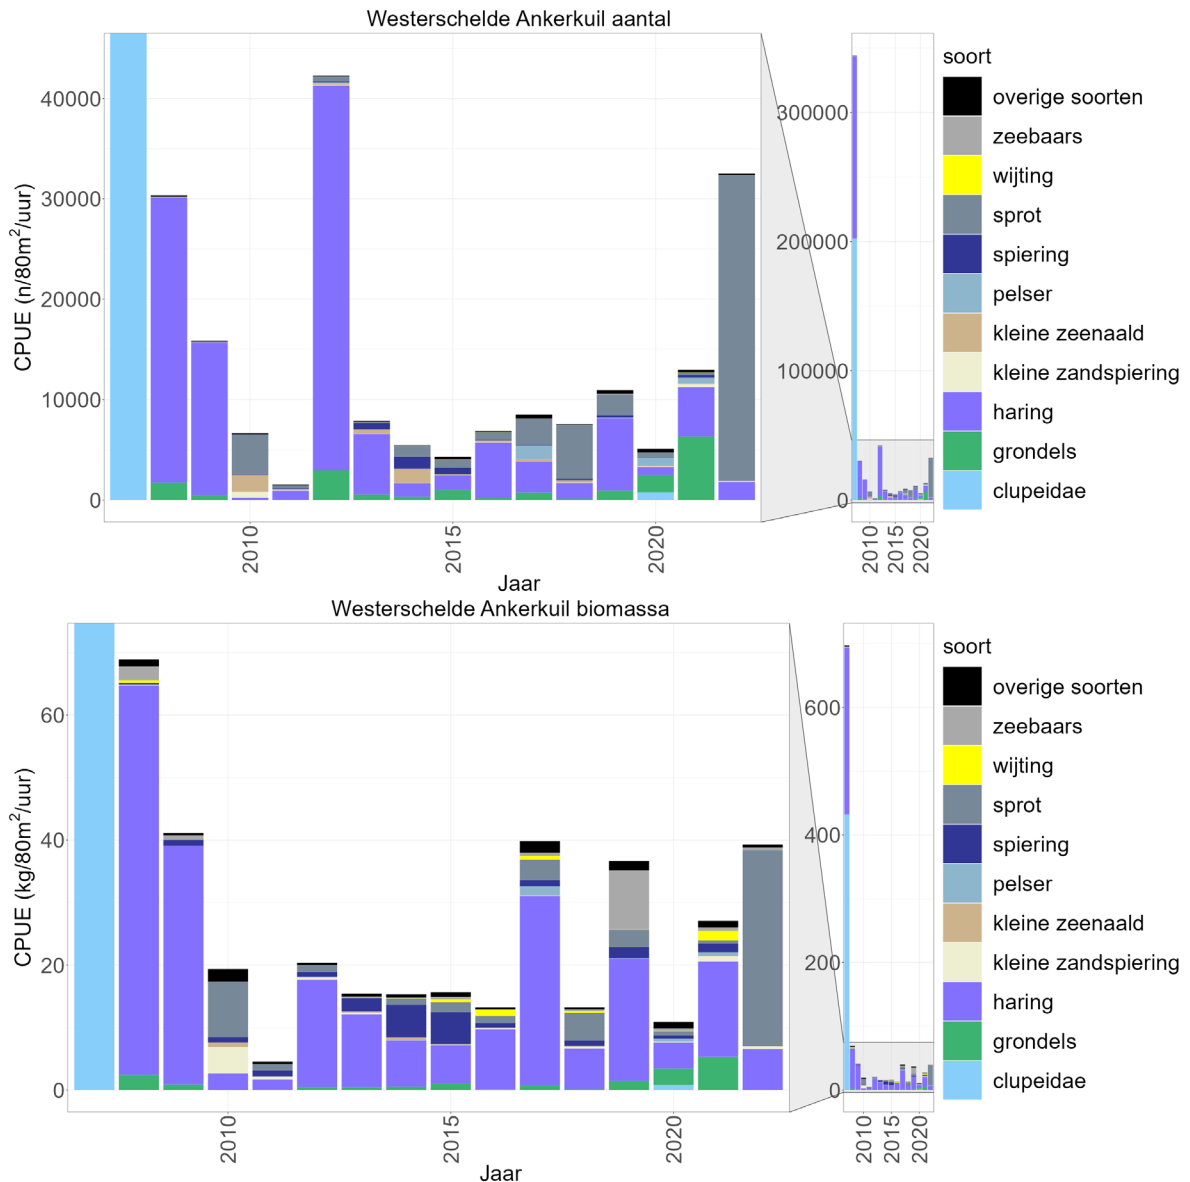 Westerschelde Ankerkuil aantal
CPUE (n/80m²/uur)
40000
30000
20000
10000
0
2010
2015
2020
Jaar
300000
200000
100000
0
2010
2015
2020
soort
overige soorten
zeebaars
wijting
sprot
spiering
pelser
kleine zeenaald
kleine zandspiering
haring
grondels
clupeidae
Westerschelde Ankerkuil biomassa
CPUE (kg/80m²/uur)
60
40
20
0
2010
2015
2020
Jaar
600
400
200
0
2010
2015
2020
soort
overige soorten
zeebaars
wijting
sprot
spiering
pelser
kleine zeenaald
kleine zandspiering
haring
grondels
clupeidae